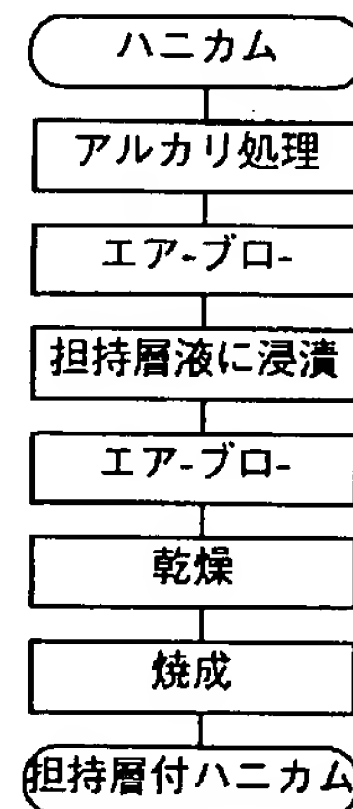 ハニカム
アルカリ処理
エア-ブロ-
担持層液に浸漬
エア-ブロ-
乾燥
焼成
担持層付ハニカム